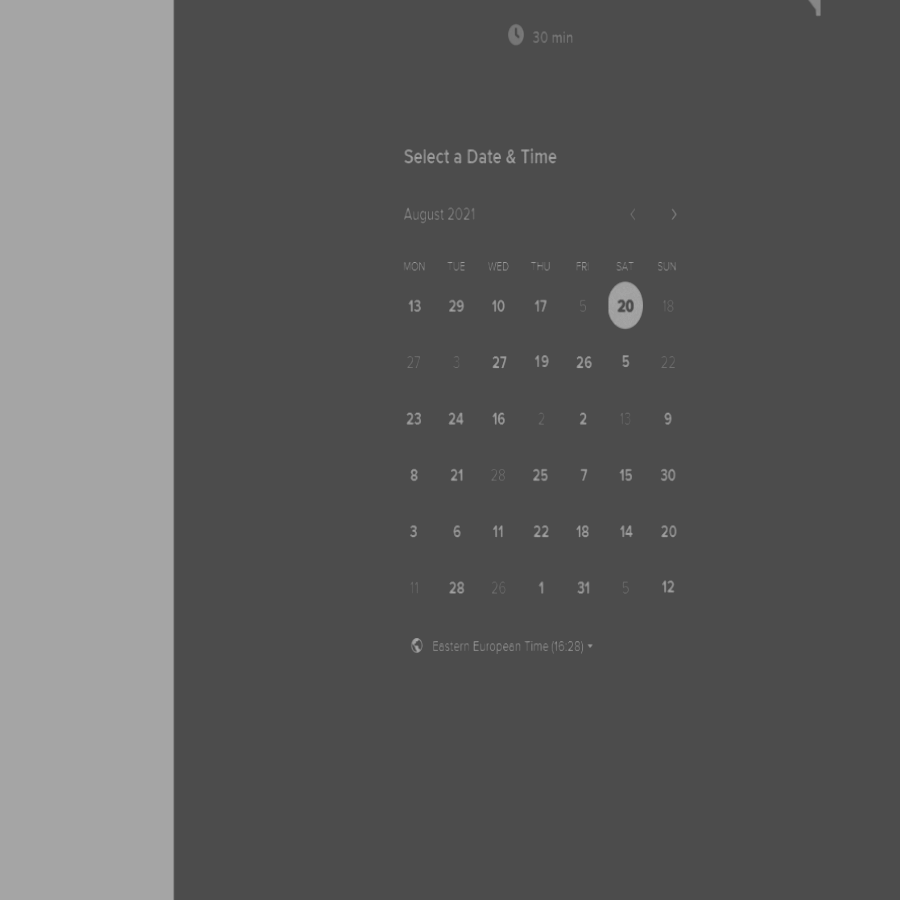 30 min
Select a Date & Time
August 2021
MON TUE WED THU FRI SAT SUN
13 29 10 17 5 20 18
27 3 27 19 26 5 22
23 24 16 2 2 13 9
8 21 28 25 7 15 30
3 6 11 22 18 14 20
11 28 26 1 31 5 12
Eastern European Time (16:28)